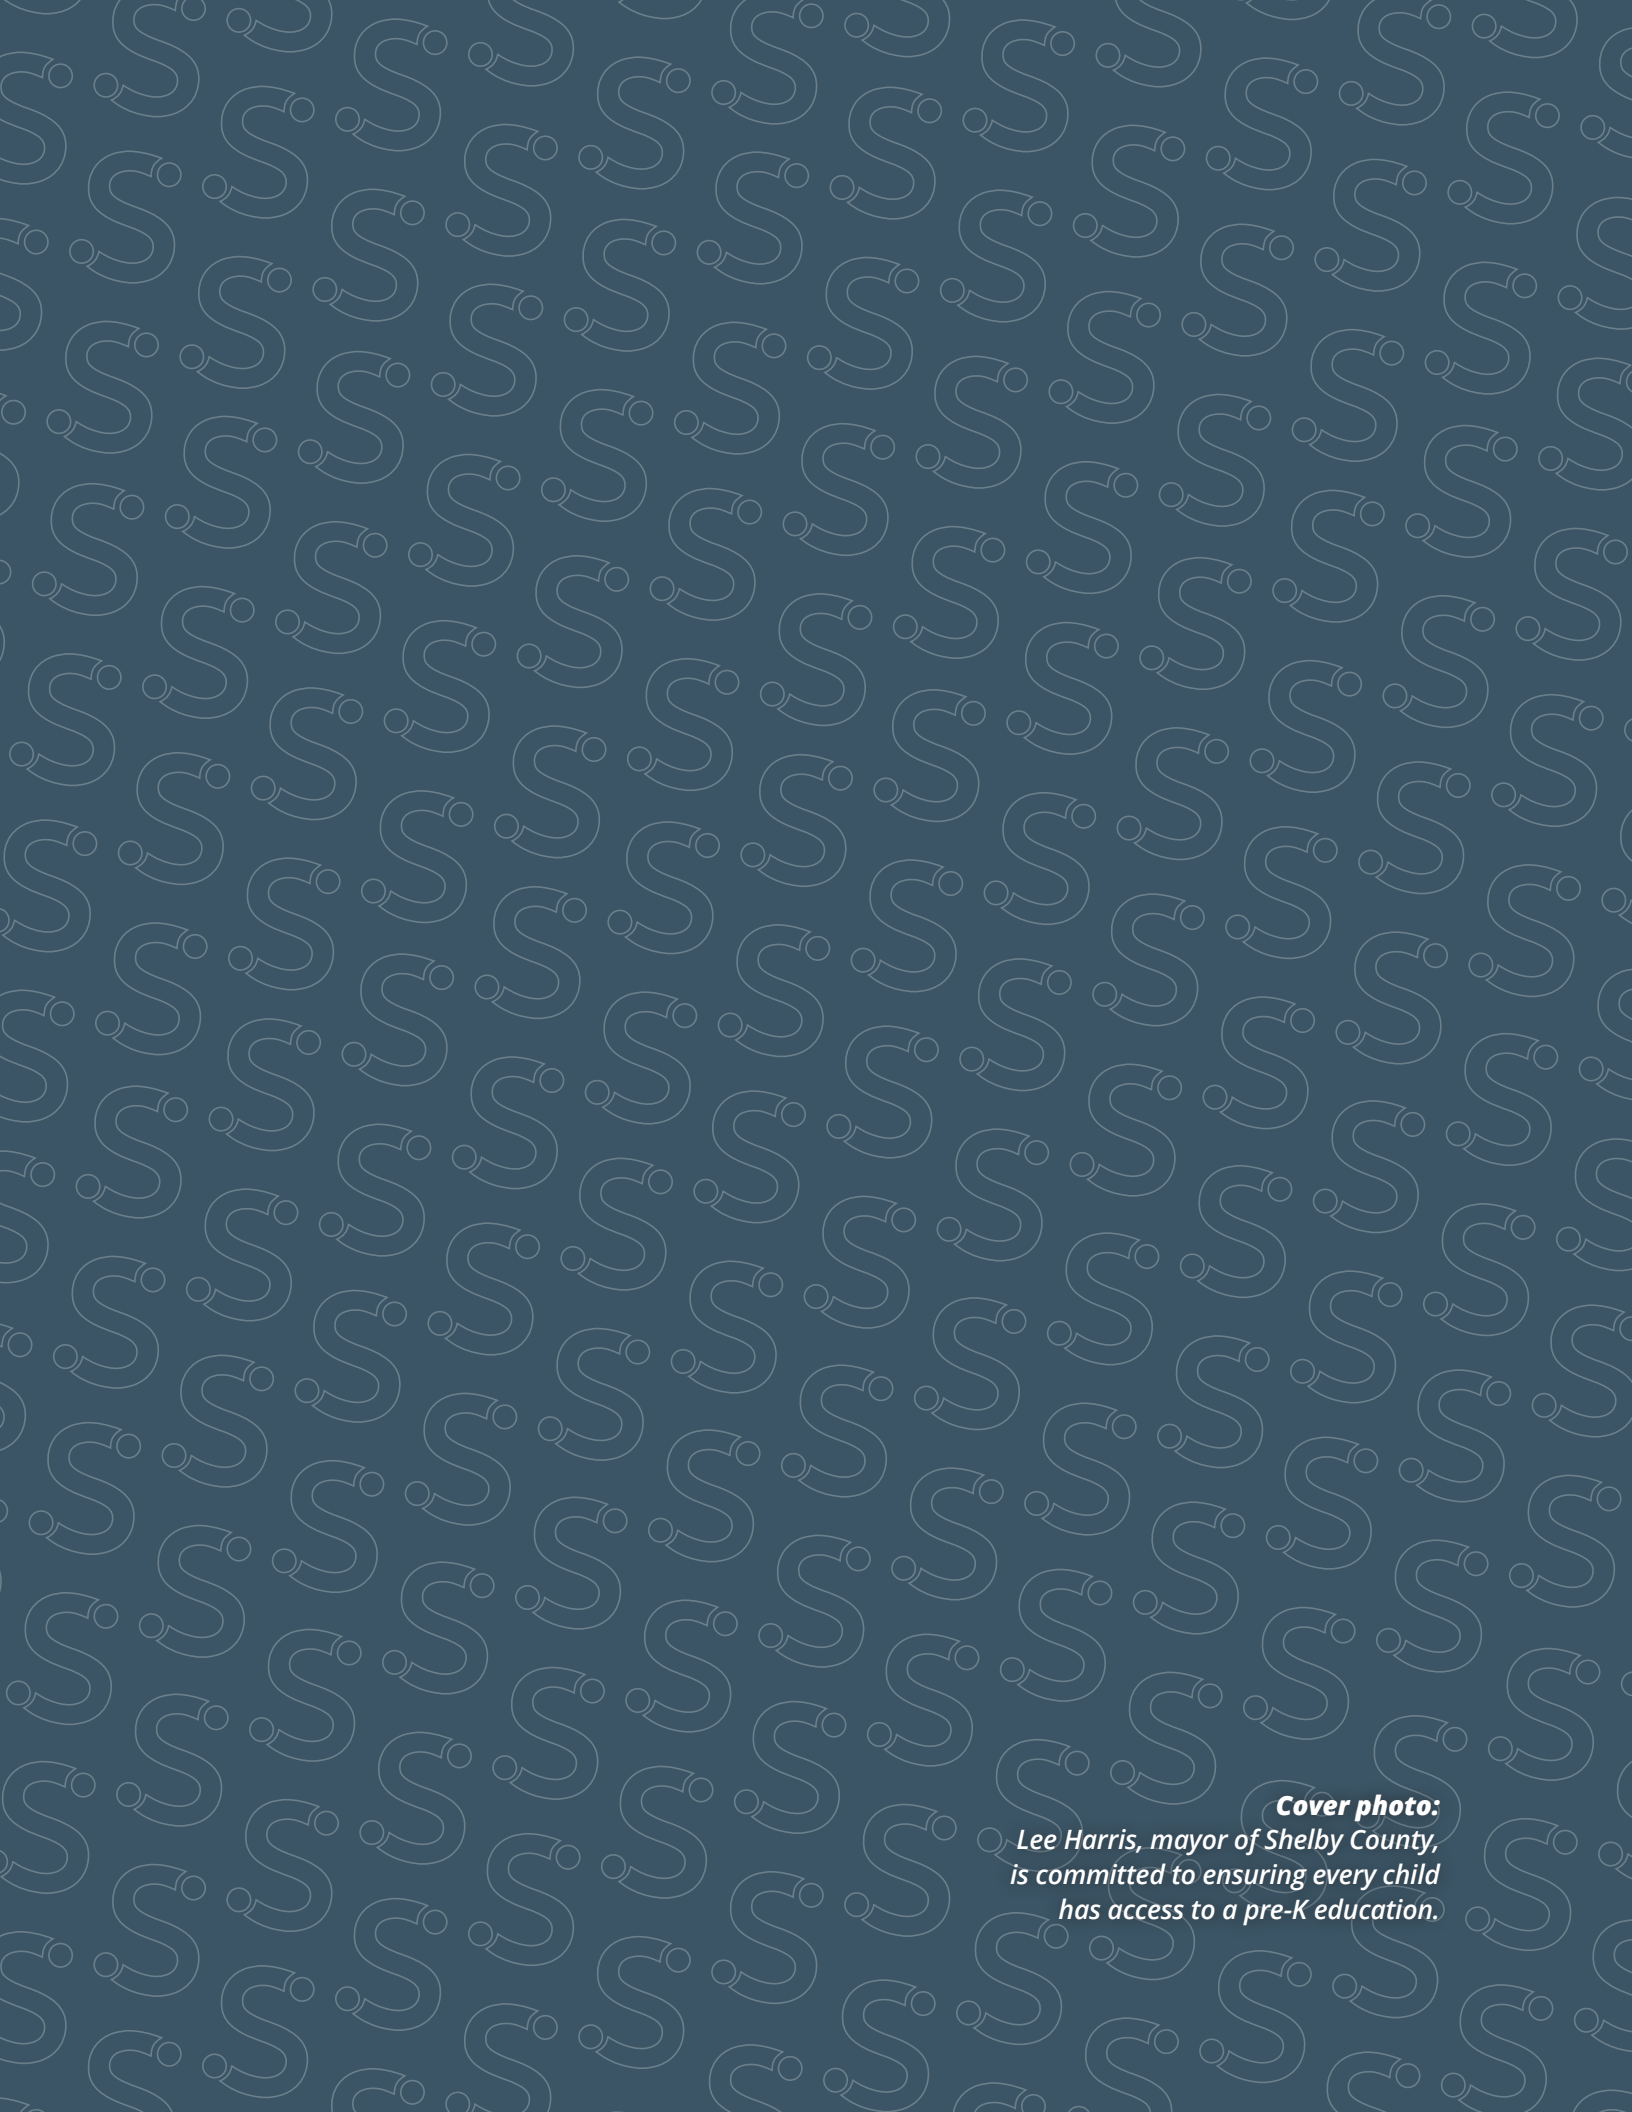 Cover photo:
Lee Harris, mayor of Shelby County,
is committed to ensuring every child
has access to a pre-K education.